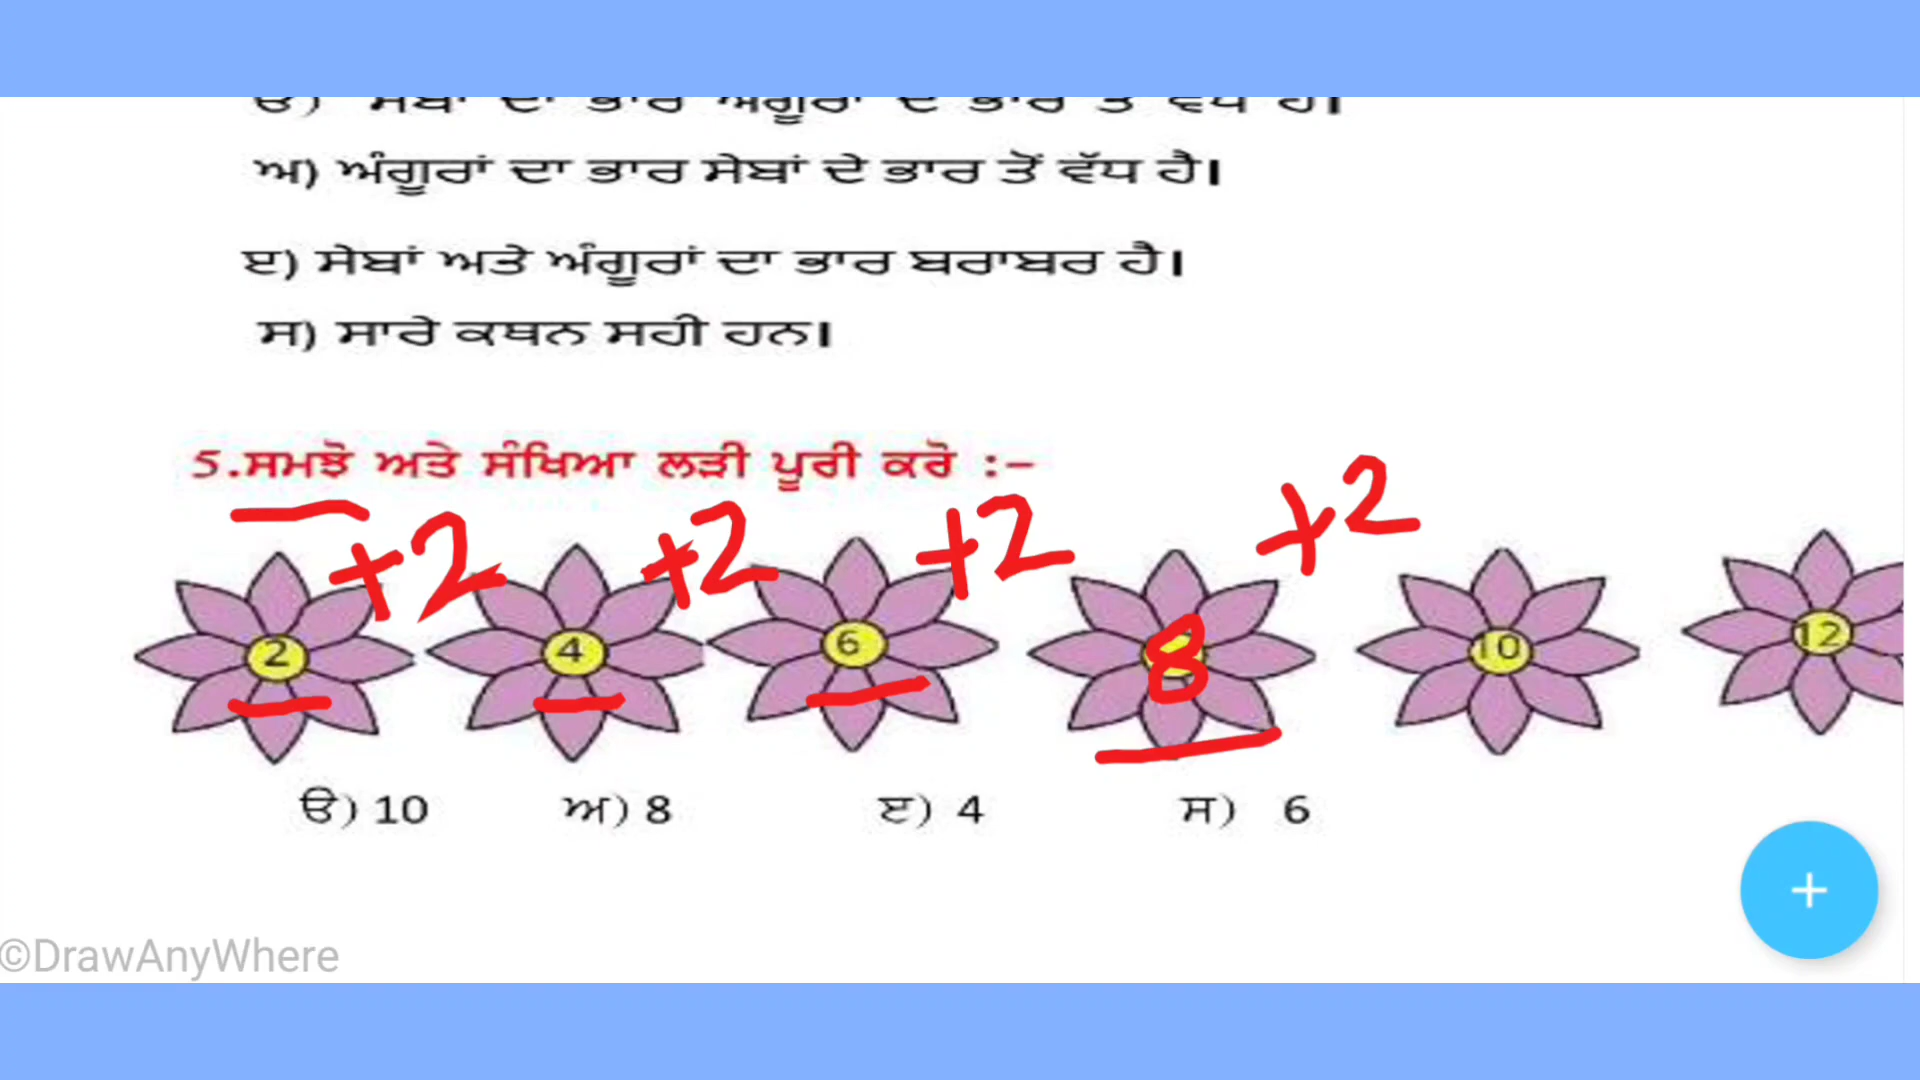 ਅ) ਅੰਗੂਰਾਂ ਦਾ ਭਾਰ ਸੇਬਾਂ ਦੇ ਭਾਰ ਤੋਂ ਵੱਧ ਹੈ।
ੲ) ਸੇਬਾਂ ਅਤੇ ਅੰਗੂਰਾਂ ਦਾ ਭਾਰ ਬਰਾਬਰ ਹੈ।
ਸ) ਸਾਰੇ ਕਥਨ ਸਹੀ ਹਨ।
5.ਸਮਝੋ ਅਤੇ ਸੰਖਿਆ ਲੜੀ ਪੂਰੀ ਕਰੋ :-
+2 +2 +2 +2
2 4 6 8 10 12
ੳ) 10 ਅ) 8 ੲ) 4 ਸ) 6
+
©DrawAnyWhere